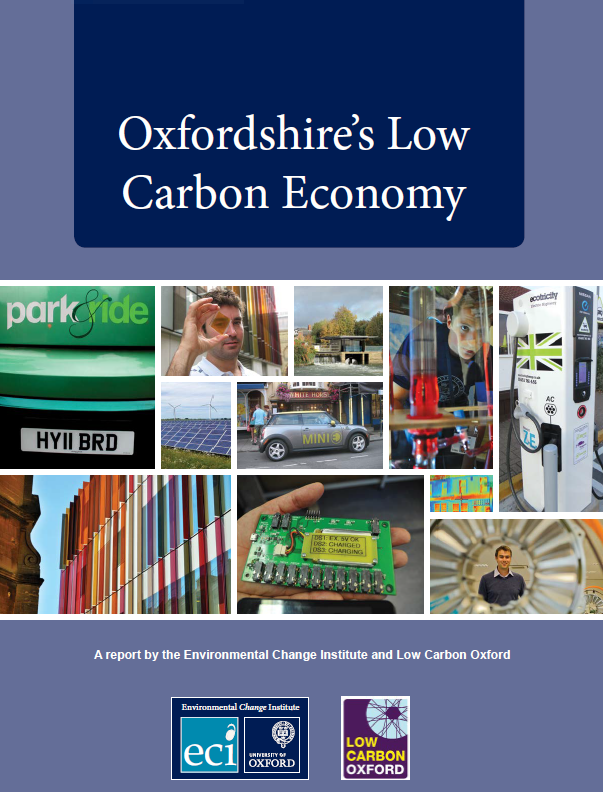 Oxfordshire's Low
Carbon Economy
park&ride
HY11 BRD
WHITE HORSE
MINI
ecotricity
AC
Z.E.
DS1: EX. 5V OK
DS2: CHARGED
DS3: CHARGING
A report by the Environmental Change Institute and Low Carbon Oxford
Environmental Change Institute
eci
UNIVERSITY OF
OXFORD
LOW
CARBON
OXFORD